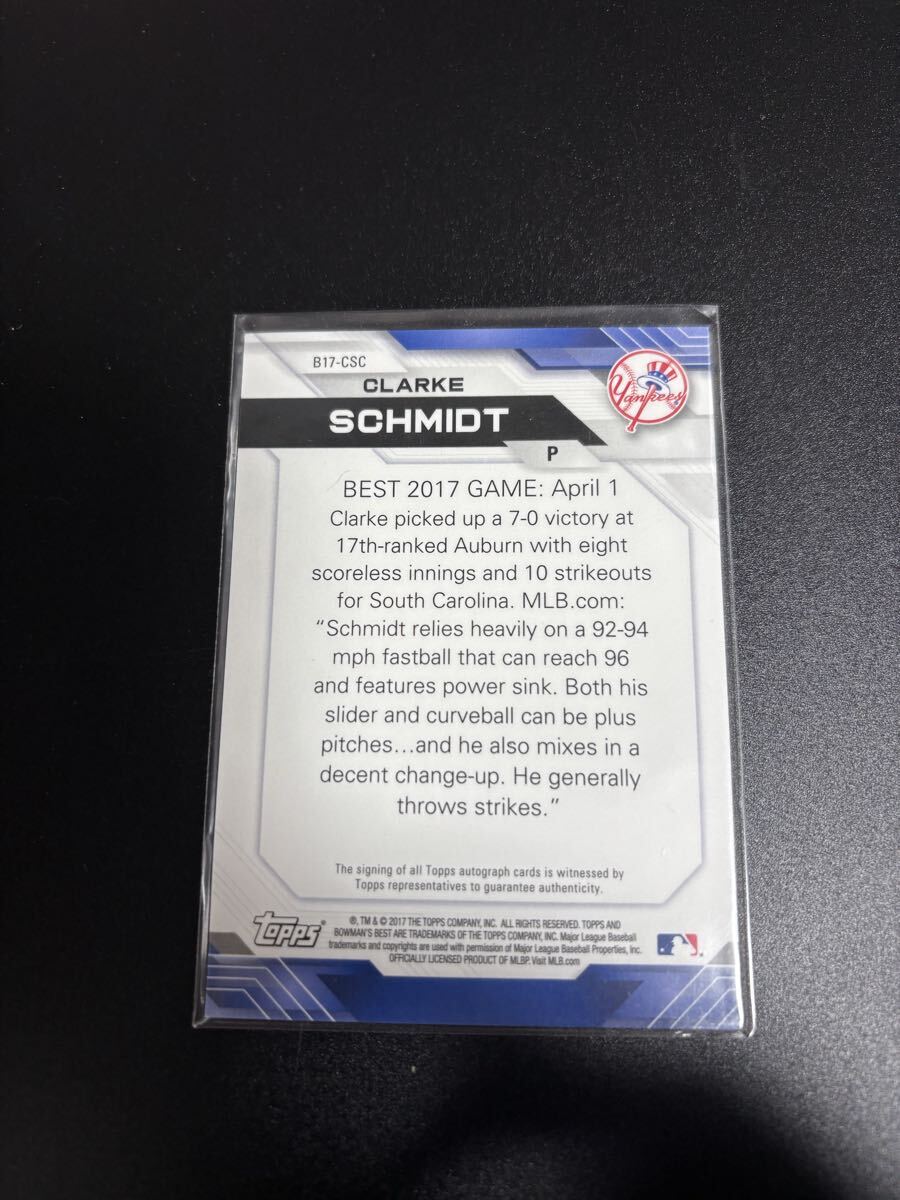 B17-CSC
CLARKE
SCHMIDT
Yankees
P
BEST 2017 GAME: April 1
Clarke picked up a 7-0 victory at
17th-ranked Auburn with eight
scoreless innings and 10 strikeouts
for South Carolina. MLB.com:
“Schmidt relies heavily on a 92-94
mph fastball that can reach 96
and features power sink. Both his
slider and curveball can be plus
pitches...and he also mixes in a
decent change-up. He generally
throws strikes.”
The signing of all Topps autograph cards is witnessed by
Topps representatives to guarantee authenticity.
topps
®, TM & © 2017 THE TOPPS COMPANY, INC. ALL RIGHTS RESERVED. TOPPS AND
BOWMAN'S BEST ARE TRADEMARKS OF THE TOPPS COMPANY, INC. Major League Baseball
trademarks and copyrights are used with permission of Major League Baseball Properties, Inc.
OFFICIALLY LICENSED PRODUCT OF MLBP. Visit MLB.com